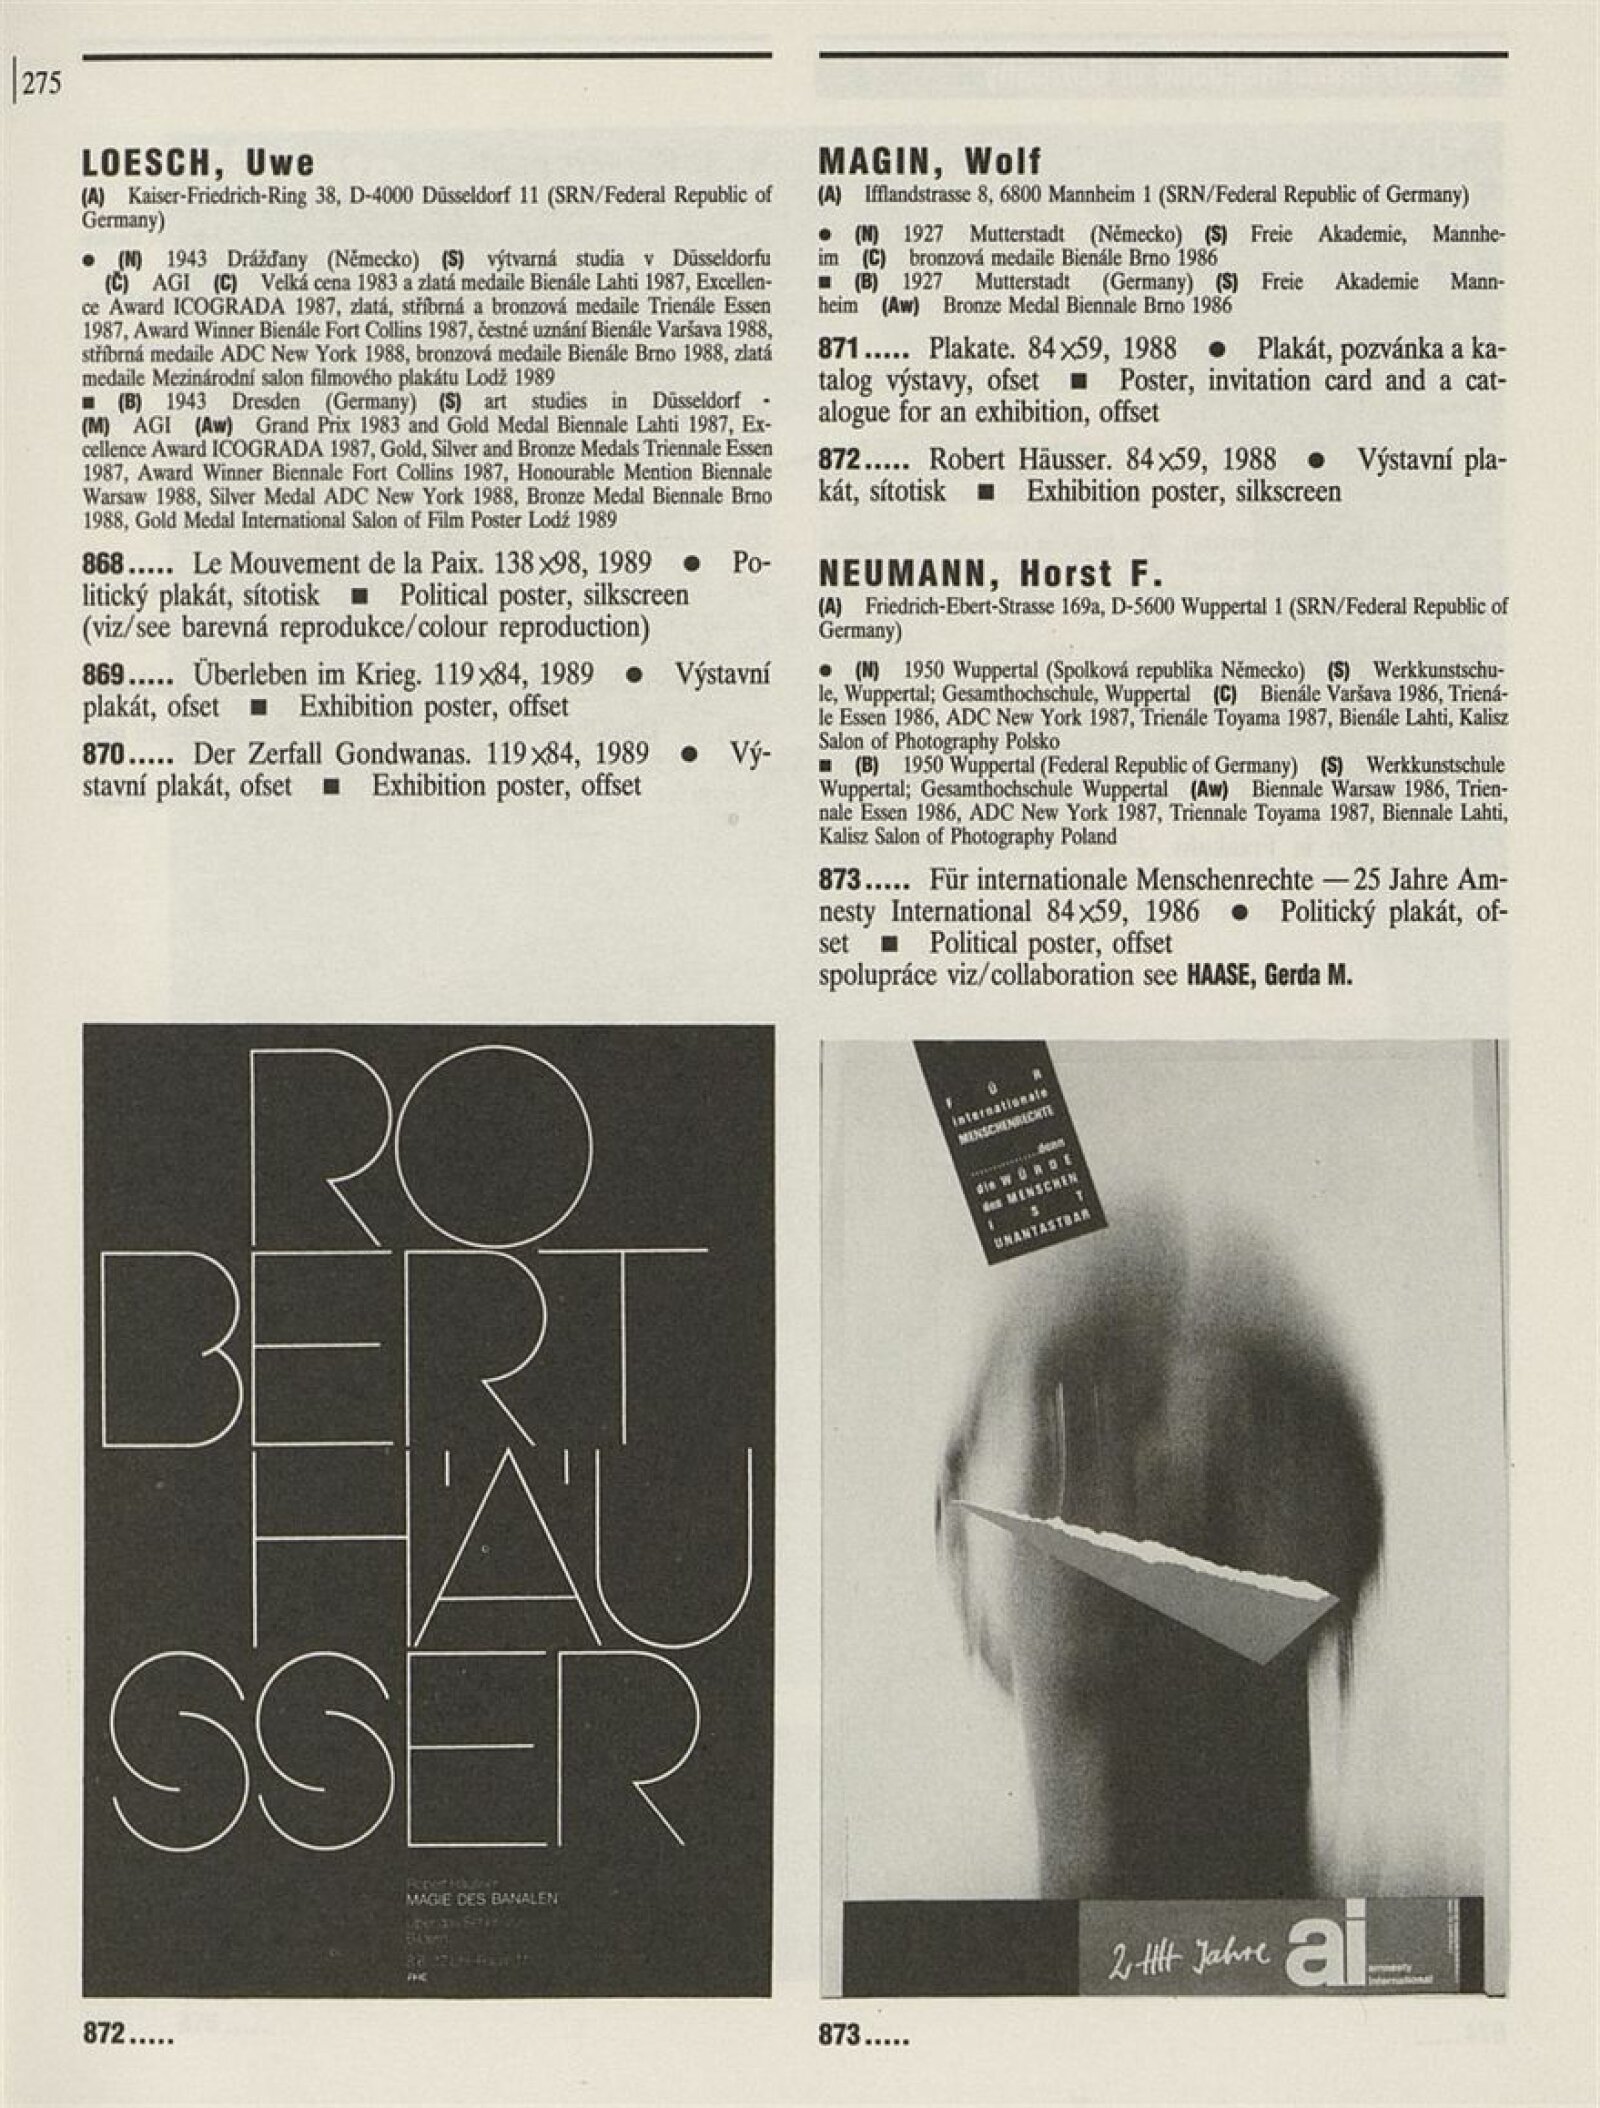 275
LOESCH, Uwe
(A) Kaiser-Friedrich-Ring 38, D-4000 Düsseldorf 11 (SRN/Federal Republic of
Germany)
● (N) 1943 Drážďany (Německo) (S) výtvarná studia v Düsseldorfu
(Č) AGI (C) Velká cena 1983 a zlatá medaile Bienále Lahti 1987, Excellen-
ce Award ICOGRADA 1987, zlatá, stříbrná a bronzová medaile Trienále Essen
1987, Award Winner Bienále Fort Collins 1987, čestné uznání Bienále Varšava 1988,
stříbrná medaile ADC New York 1988, bronzová medaile Bienále Brno 1988, zlatá
medaile Mezinárodní salon filmového plakátu Lodž 1989
■ (B) 1943 Dresden (Germany) (S) art studies in Düsseldorf -
(M) AGI (Aw) Grand Prix 1983 and Gold Medal Biennale Lahti 1987, Ex-
cellence Award ICOGRADA 1987, Gold, Silver and Bronze Medals Triennale Essen
1987, Award Winner Biennale Fort Collins 1987, Honourable Mention Biennale
Warsaw 1988, Silver Medal ADC New York 1988, Bronze Medal Biennale Brno
1988, Gold Medal International Salon of Film Poster Lodź 1989
868..... Le Mouvement de la Paix. 138×98, 1989 ● Po-
litický plakát, sítotisk ■ Political poster, silkscreen
(viz/see barevná reprodukce/colour reproduction)
869..... Überleben im Krieg. 119×84, 1989 ● Výstavní
plakát, ofset ■ Exhibition poster, offset
870..... Der Zerfall Gondwanas. 119×84, 1989 ● Vý-
stavní plakát, ofset ■ Exhibition poster, offset
MAGIN, Wolf
(A) Ifflandstrasse 8, 6800 Mannheim 1 (SRN/Federal Republic of Germany)
● (N) 1927 Mutterstadt (Německo) (S) Freie Akademie, Mannhe-
im (C) bronzová medaile Bienále Brno 1986
■ (B) 1927 Mutterstadt (Germany) (S) Freie Akademie Mann-
heim (Aw) Bronze Medal Biennale Brno 1986
871..... Plakate. 84×59, 1988 ● Plakát, pozvánka a ka-
talog výstavy, ofset ■ Poster, invitation card and a cat-
alogue for an exhibition, offset
872..... Robert Häusser. 84×59, 1988 ● Výstavní pla-
kát, sítotisk ■ Exhibition poster, silkscreen
NEUMANN, Horst F.
(A) Friedrich-Ebert-Strasse 169a, D-5600 Wuppertal 1 (SRN/Federal Republic of
Germany)
● (N) 1950 Wuppertal (Spolková republika Německo) (S) Werkkunstschu-
le, Wuppertal; Gesamthochschule, Wuppertal (C) Bienále Varšava 1986, Triená-
le Essen 1986, ADC New York 1987, Trienále Toyama 1987, Bienále Lahti, Kalisz
Salon of Photography Polsko
■ (B) 1950 Wuppertal (Federal Republic of Germany) (S) Werkkunstschule
Wuppertal; Gesamthochschule Wuppertal (Aw) Biennale Warsaw 1986, Trien-
nale Essen 1986, ADC New York 1987, Triennale Toyama 1987, Biennale Lahti,
Kalisz Salon of Photography Poland
873..... Für internationale Menschenrechte — 25 Jahre Am-
nesty International 84×59, 1986 ● Politický plakát, of-
set ■ Political poster, offset
spolupráce viz/collaboration see HAASE, Gerda M.
RO
BERT
HÄU
SSER
Robert Häusser
MAGIE DES BANALEN
872.....
FÜR
internationale
MENSCHENRECHTE
..............denn
die WÜRDE
des MENSCHEN
IST
UNANTASTBAR
Jahre
ai
amnesty
international
873.....